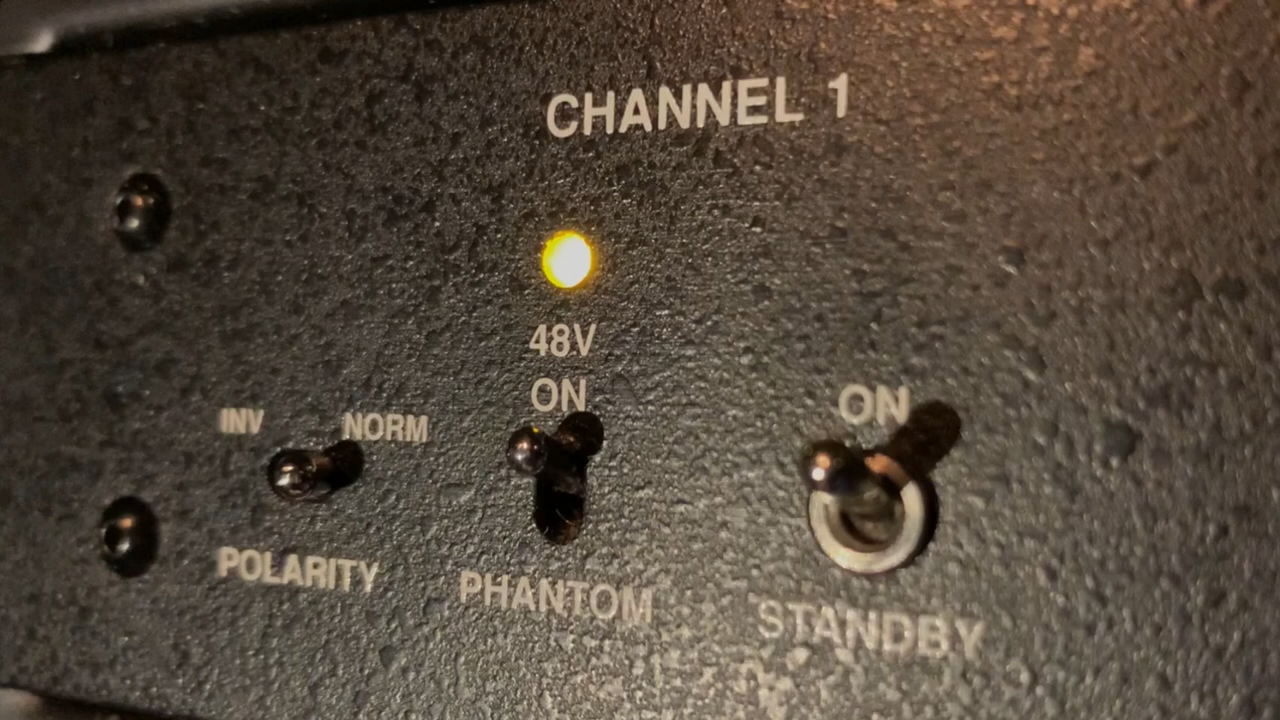 CHANNEL 1
48V
ON
ON
INV NORM
POLARITY
PHANTOM
STANDBY